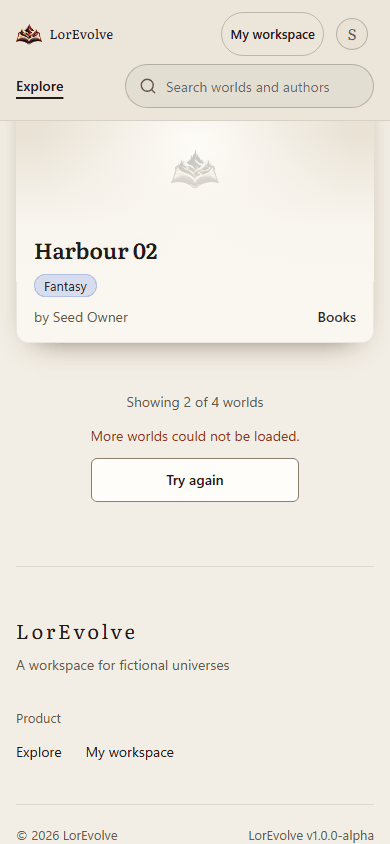 LorEvolve
My workspace
S
Explore
Search worlds and authors
Harbour 02
Fantasy
by Seed Owner
Books
Showing 2 of 4 worlds
More worlds could not be loaded.
Try again
LorEvolve
A workspace for fictional universes
Product
Explore
My workspace
© 2026 LorEvolve
LorEvolve v1.0.0-alpha